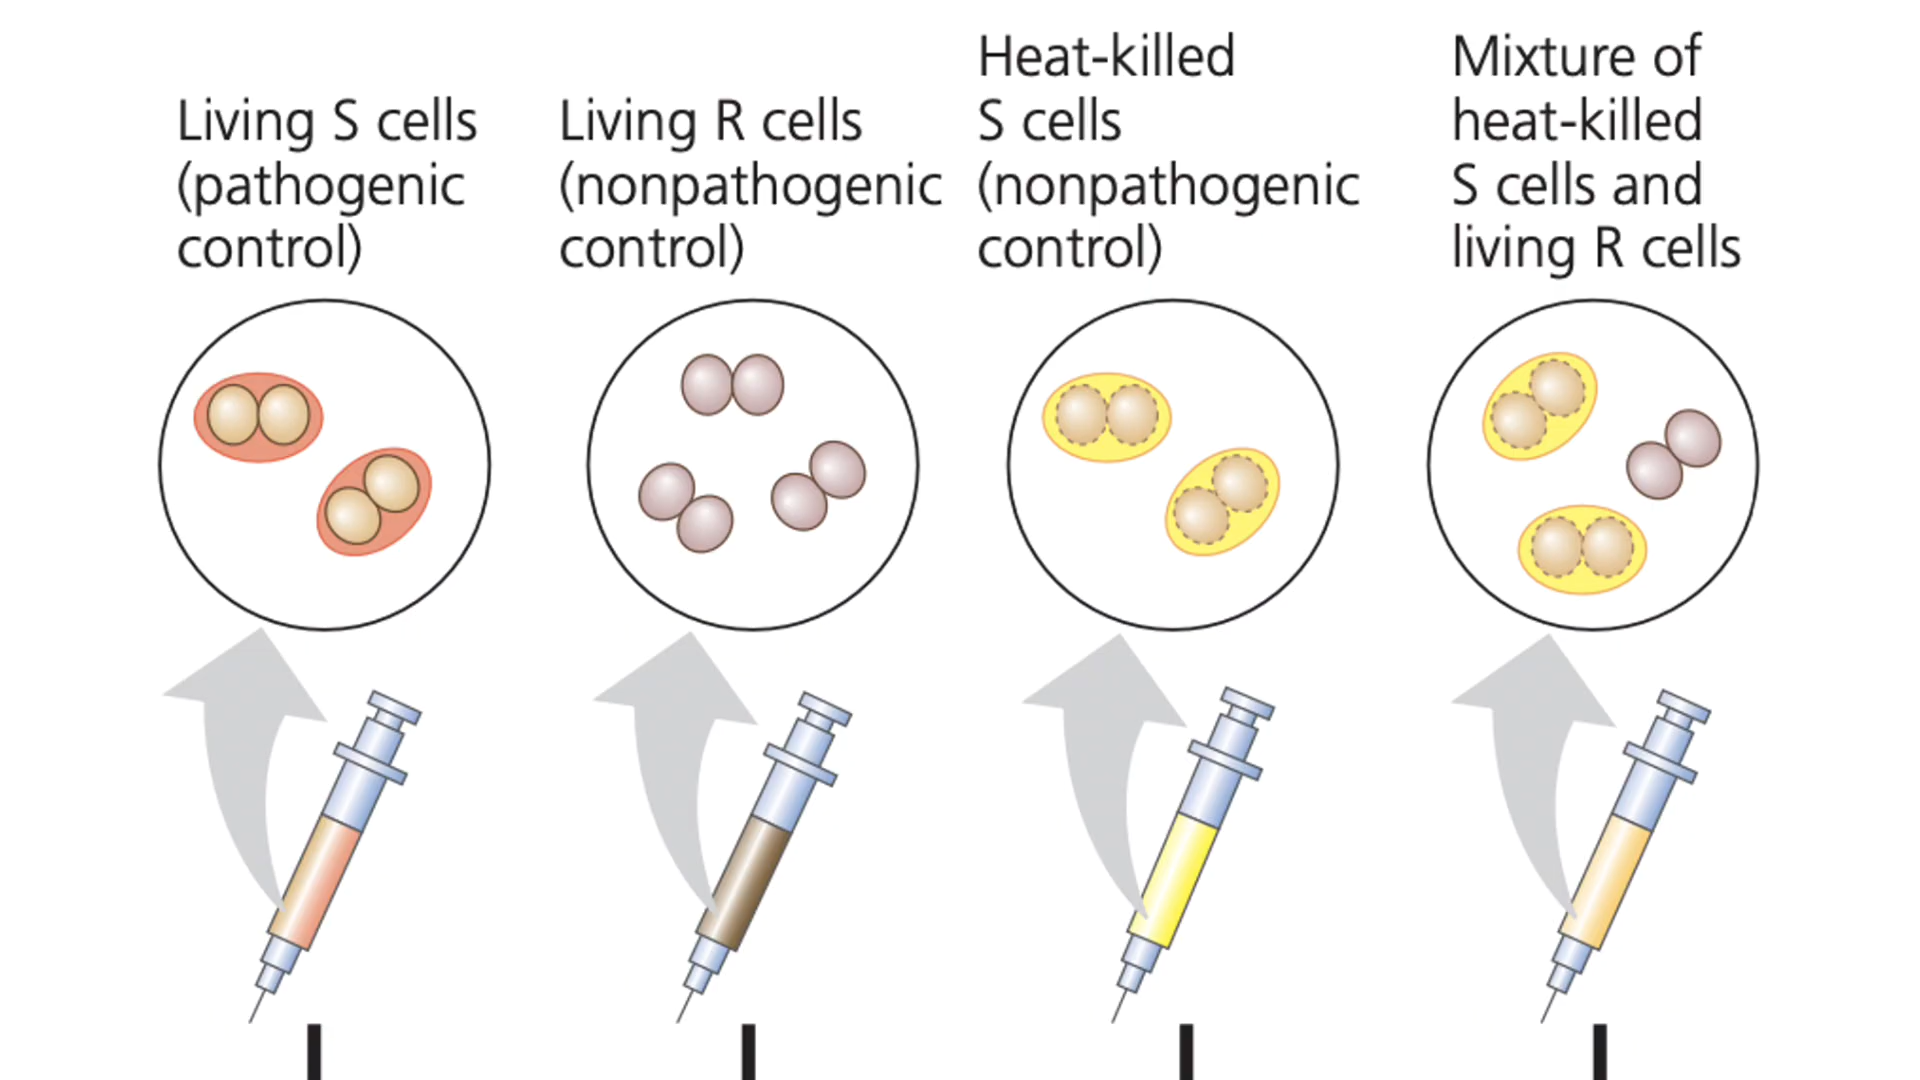 Living S cells
(pathogenic
control)
Living R cells
(nonpathogenic
control)
Heat-killed
S cells
(nonpathogenic
control)
Mixture of
heat-killed
S cells and
living R cells